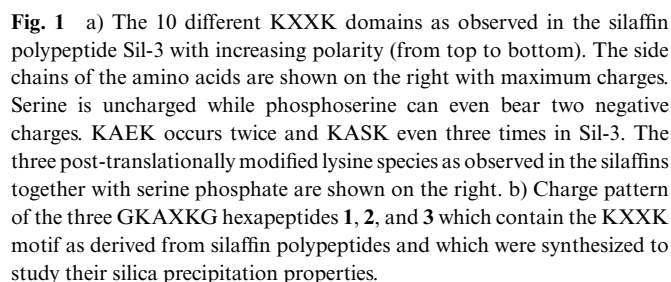 Fig. 1 a) The 10 different KXXK domains as observed in the silaffin
polypeptide Sil-3 with increasing polarity (from top to bottom). The side
chains of the amino acids are shown on the right with maximum charges.
Serine is uncharged while phosphoserine can even bear two negative
charges. KAEK occurs twice and KASK even three times in Sil-3. The
three post-translationally modified lysine species as observed in the silaffins
together with serine phosphate are shown on the right. b) Charge pattern
of the three GKAXKG hexapeptides 1, 2, and 3 which contain the KXXK
motif as derived from silaffin polypeptides and which were synthesized to
study their silica precipitation properties.